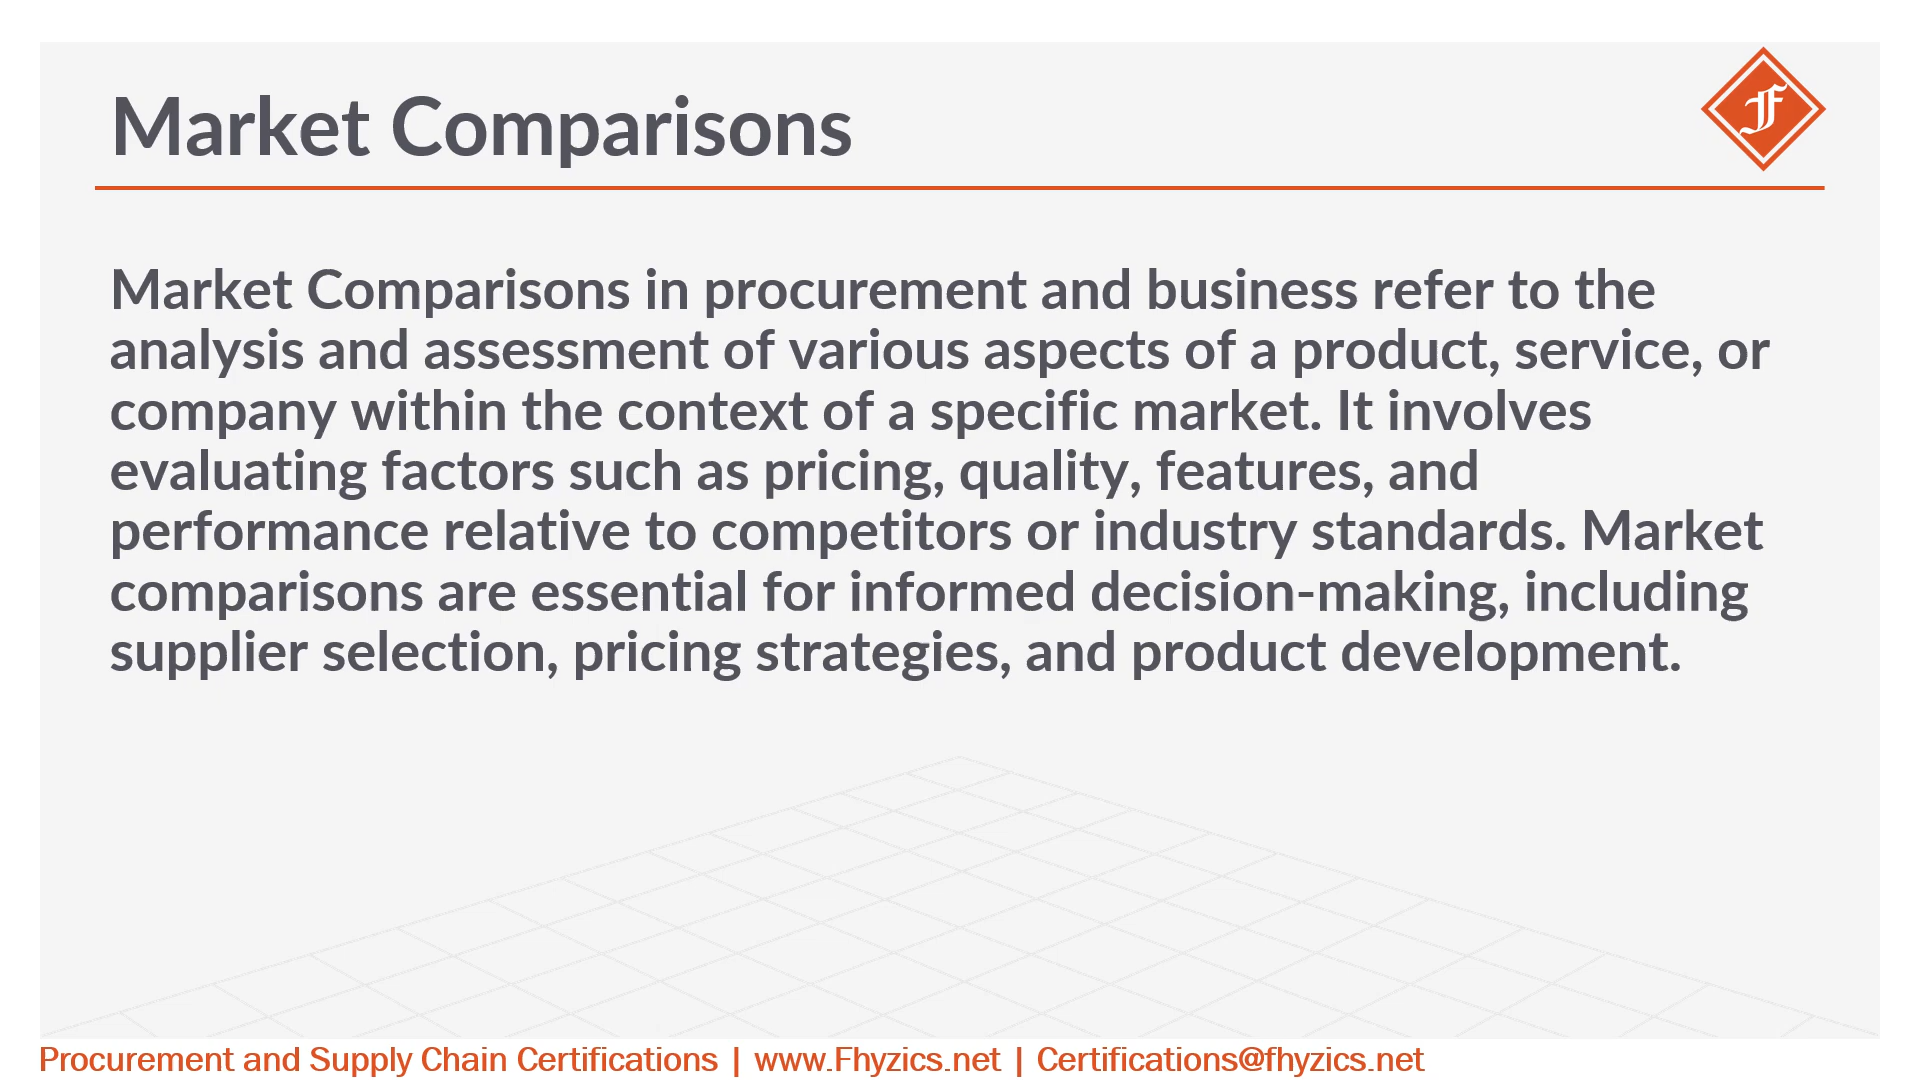 Market Comparisons
Market Comparisons in procurement and business refer to the
analysis and assessment of various aspects of a product, service, or
company within the context of a specific market. It involves
evaluating factors such as pricing, quality, features, and
performance relative to competitors or industry standards. Market
comparisons are essential for informed decision-making, including
supplier selection, pricing strategies, and product development.
Procurement and Supply Chain Certifications | www.Fhyzics.net | Certifications@fhyzics.net